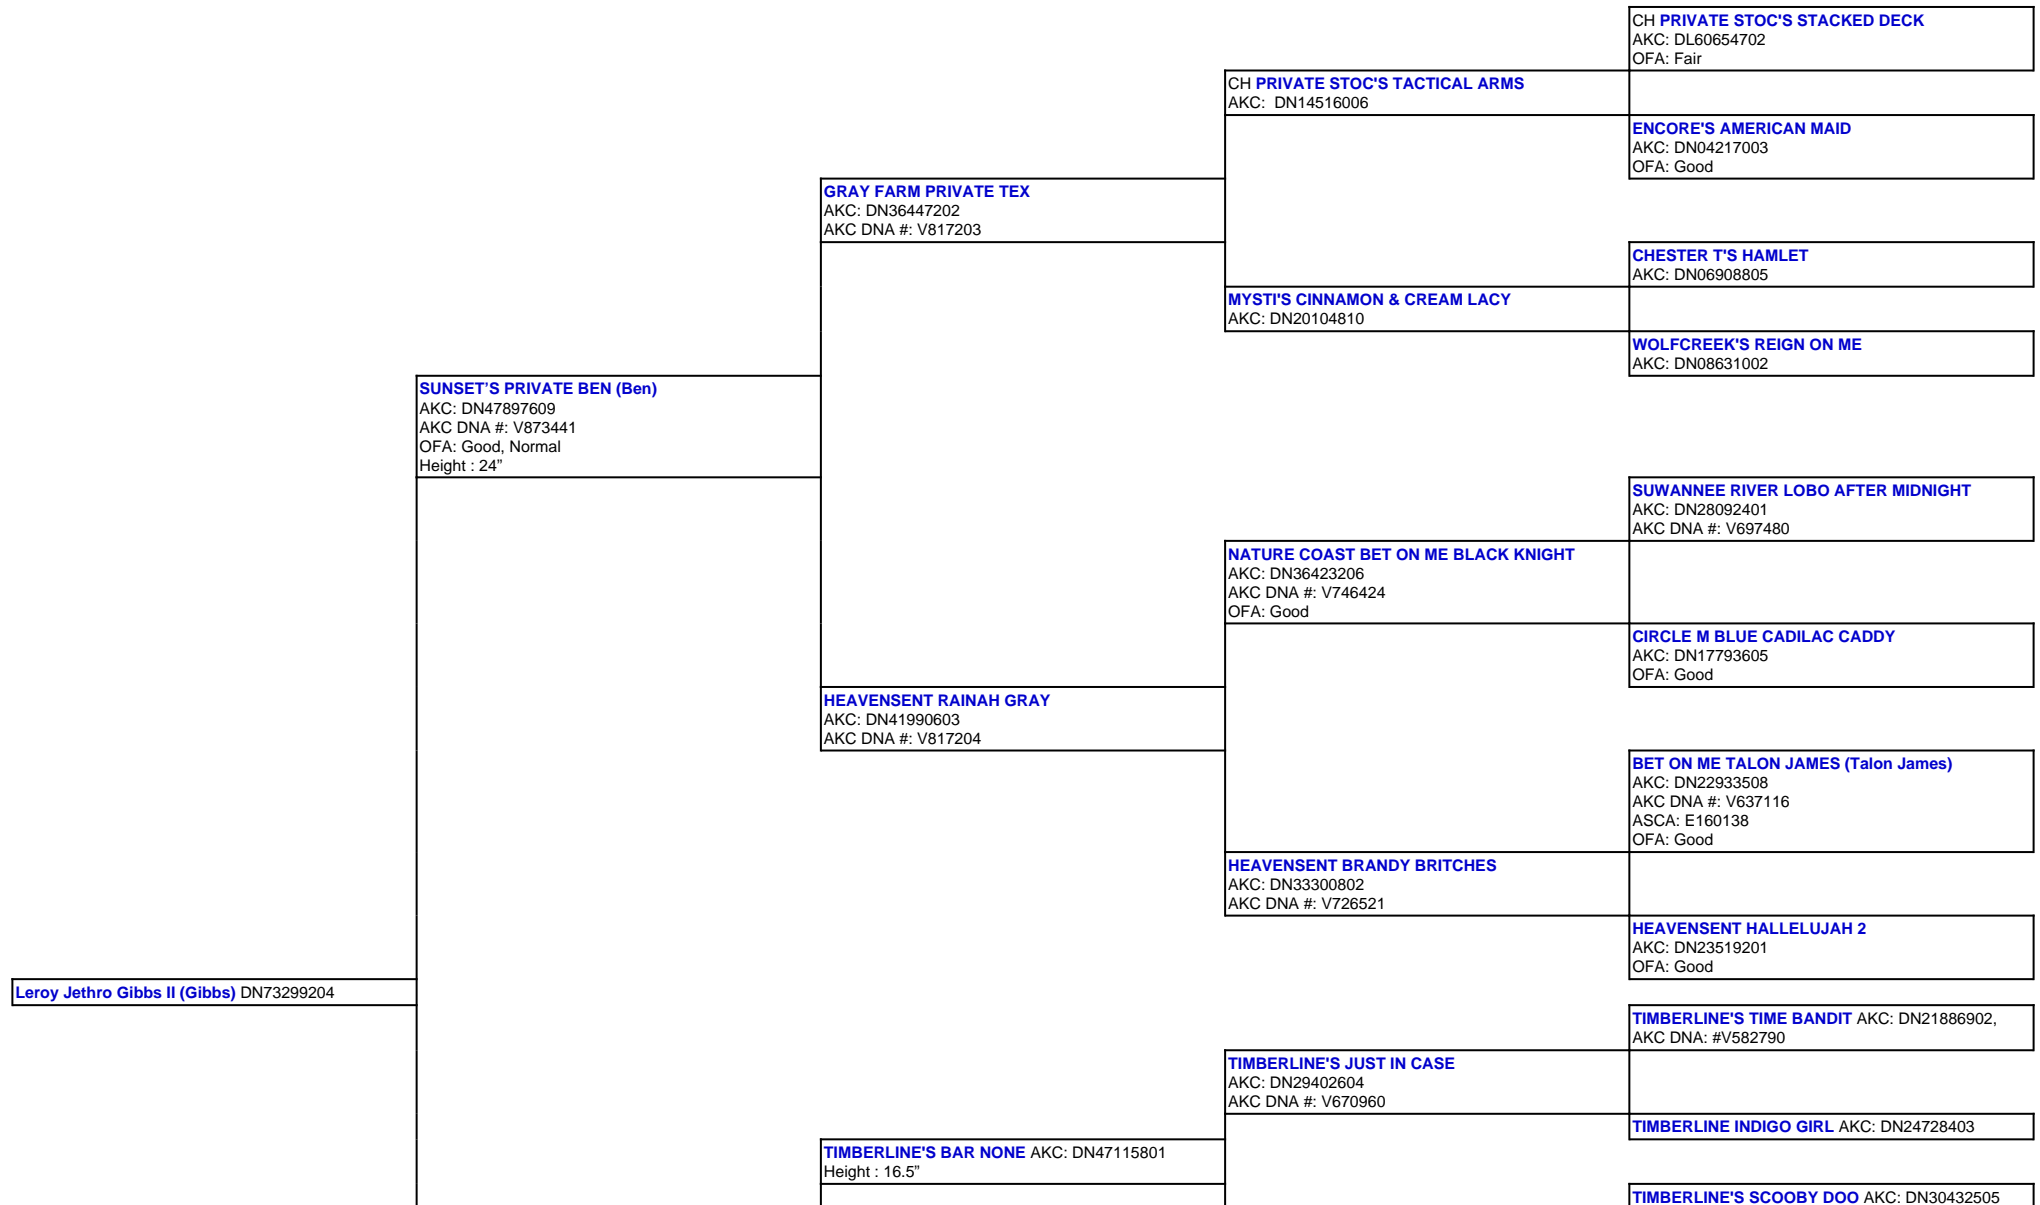 CH PRIVATE STOC'S STACKED DECK
AKC: DL60654702
OFA: Fair
CH PRIVATE STOC'S TACTICAL ARMS
AKC:  DN14516006
ENCORE'S AMERICAN MAID
AKC: DN04217003
OFA: Good
GRAY FARM PRIVATE TEX
AKC: DN36447202
AKC DNA #: V817203
CHESTER T'S HAMLET
AKC: DN06908805
MYSTI'S CINNAMON & CREAM LACY
AKC: DN20104810
WOLFCREEK'S REIGN ON ME
AKC: DN08631002
SUNSET’S PRIVATE BEN (Ben)
AKC: DN47897609
AKC DNA #: V873441
OFA: Good, Normal
Height : 24”
SUWANNEE RIVER LOBO AFTER MIDNIGHT
AKC: DN28092401
AKC DNA #: V697480
NATURE COAST BET ON ME BLACK KNIGHT
AKC: DN36423206
AKC DNA #: V746424
OFA: Good
CIRCLE M BLUE CADILAC CADDY
AKC: DN17793605
OFA: Good
HEAVENSENT RAINAH GRAY
AKC: DN41990603
AKC DNA #: V817204
BET ON ME TALON JAMES (Talon James)
AKC: DN22933508
AKC DNA #: V637116
ASCA: E160138
OFA: Good
HEAVENSENT BRANDY BRITCHES
AKC: DN33300802
AKC DNA #: V726521
HEAVENSENT HALLELUJAH 2
AKC: DN23519201
OFA: Good
Leroy Jethro Gibbs II (Gibbs) DN73299204
TIMBERLINE'S TIME BANDIT AKC: DN21886902,
AKC DNA: #V582790
TIMBERLINE'S JUST IN CASE
AKC: DN29402604
AKC DNA #: V670960
TIMBERLINE INDIGO GIRL AKC: DN24728403
TIMBERLINE'S BAR NONE AKC: DN47115801
Height : 16.5”
TIMBERLINE'S SCOOBY DOO AKC: DN30432505